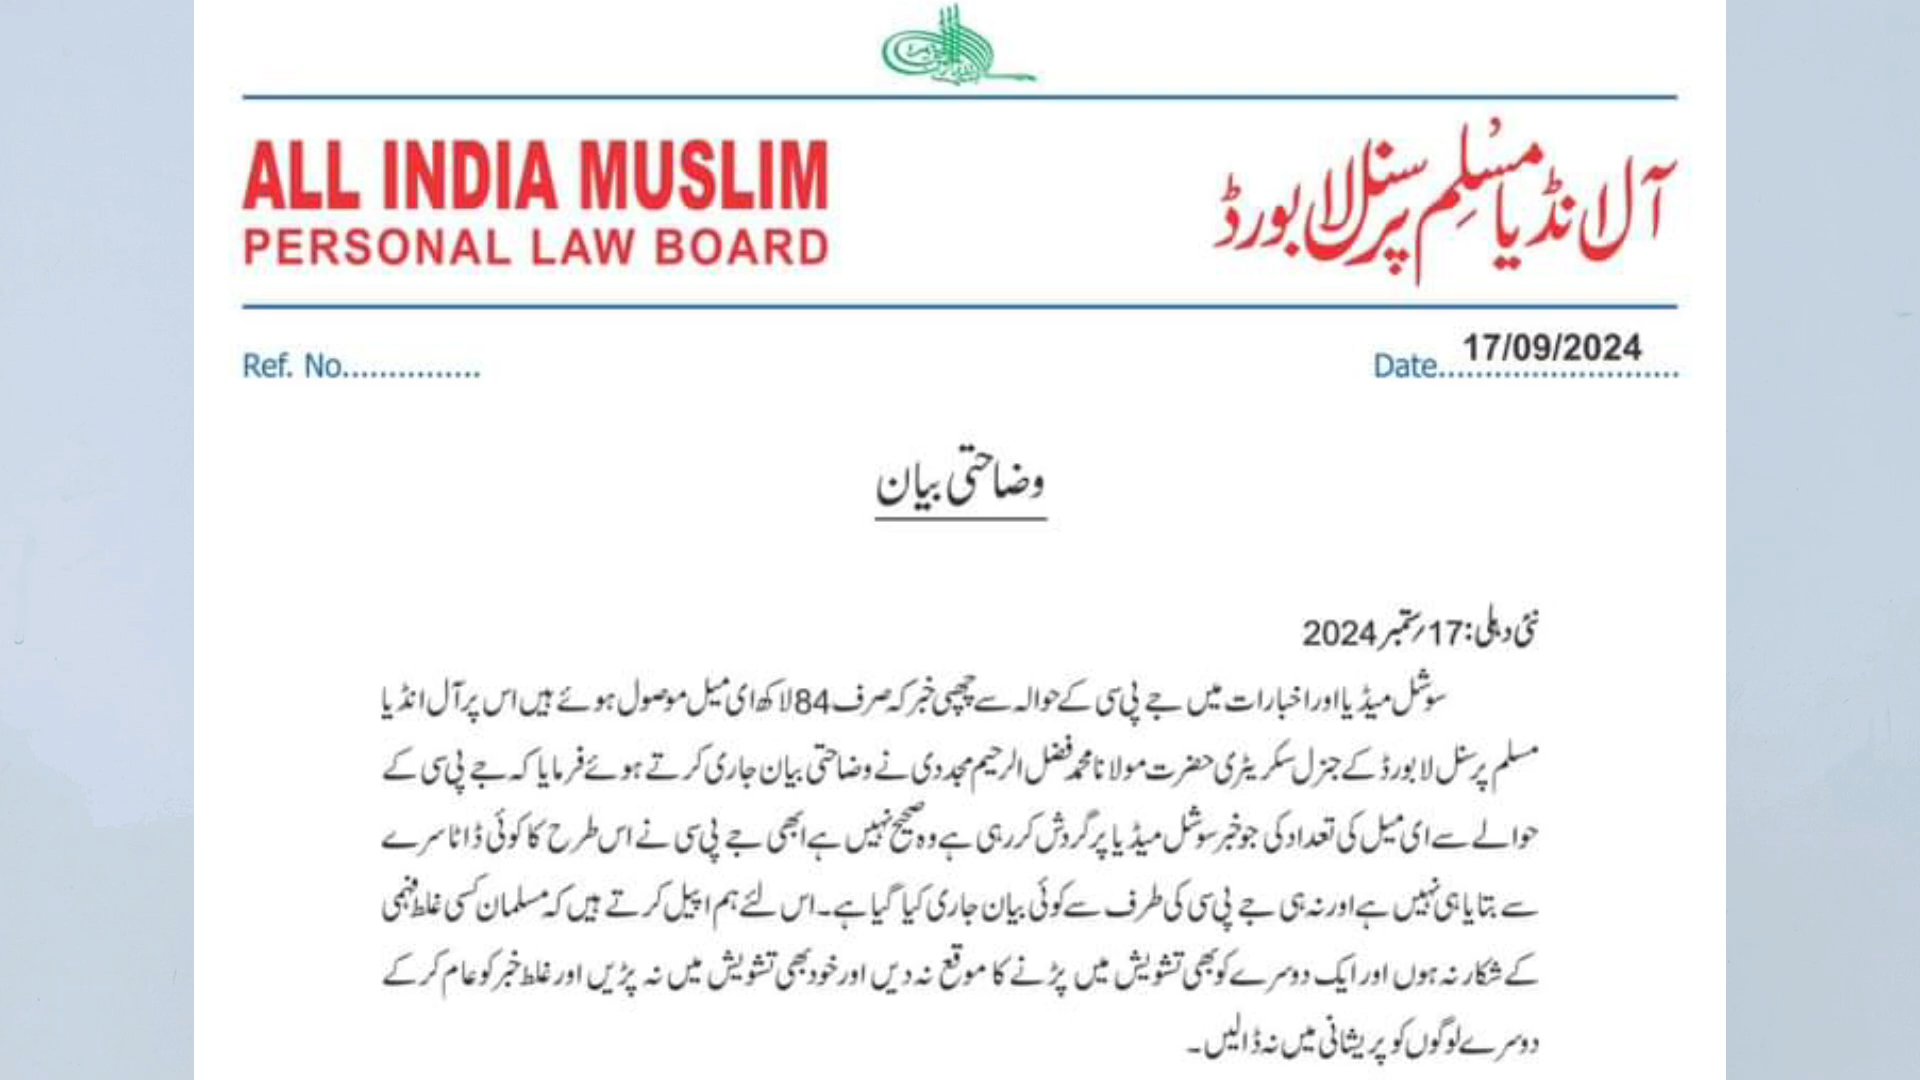 ALL INDIA MUSLIM
PERSONAL LAW BOARD
آل انڈیا مسلم پرسنل لا بورڈ
Ref. No...............
Date..........................
17/09/2024
وضاحتی بیان
نئی دہلی: 17؍ستمبر 2024
سوشل میڈیا اور اخبارات میں جے پی سی کے حوالہ سے چھپی خبر کہ صرف 84 لاکھ ای میل موصول ہوئے ہیں اس پر آل انڈیا
مسلم پرسنل لا بورڈ کے جنرل سکریٹری حضرت مولانا محمد فضل الرحیم مجددی نے وضاحتی بیان جاری کرتے ہوئے فرمایا کہ جے پی سی کے
حوالے سے ای میل کی تعداد کی جو خبر سوشل میڈیا پر گردش کر رہی ہے وہ صحیح نہیں ہے ابھی جے پی سی نے اس طرح کا کوئی ڈاٹا سرے
سے بتایا ہی نہیں ہے اور نہ ہی جے پی سی کی طرف سے کوئی بیان جاری کیا گیا ہے۔ اس لئے ہم اپیل کرتے ہیں کہ مسلمان کسی غلط فہمی
کے شکار نہ ہوں اور ایک دوسرے کو بھی تشویش میں پڑنے کا موقع نہ دیں اور خود بھی تشویش میں نہ پڑیں اور غلط خبر کو عام کر کے
دوسرے لوگوں کو پریشانی میں نہ ڈالیں۔